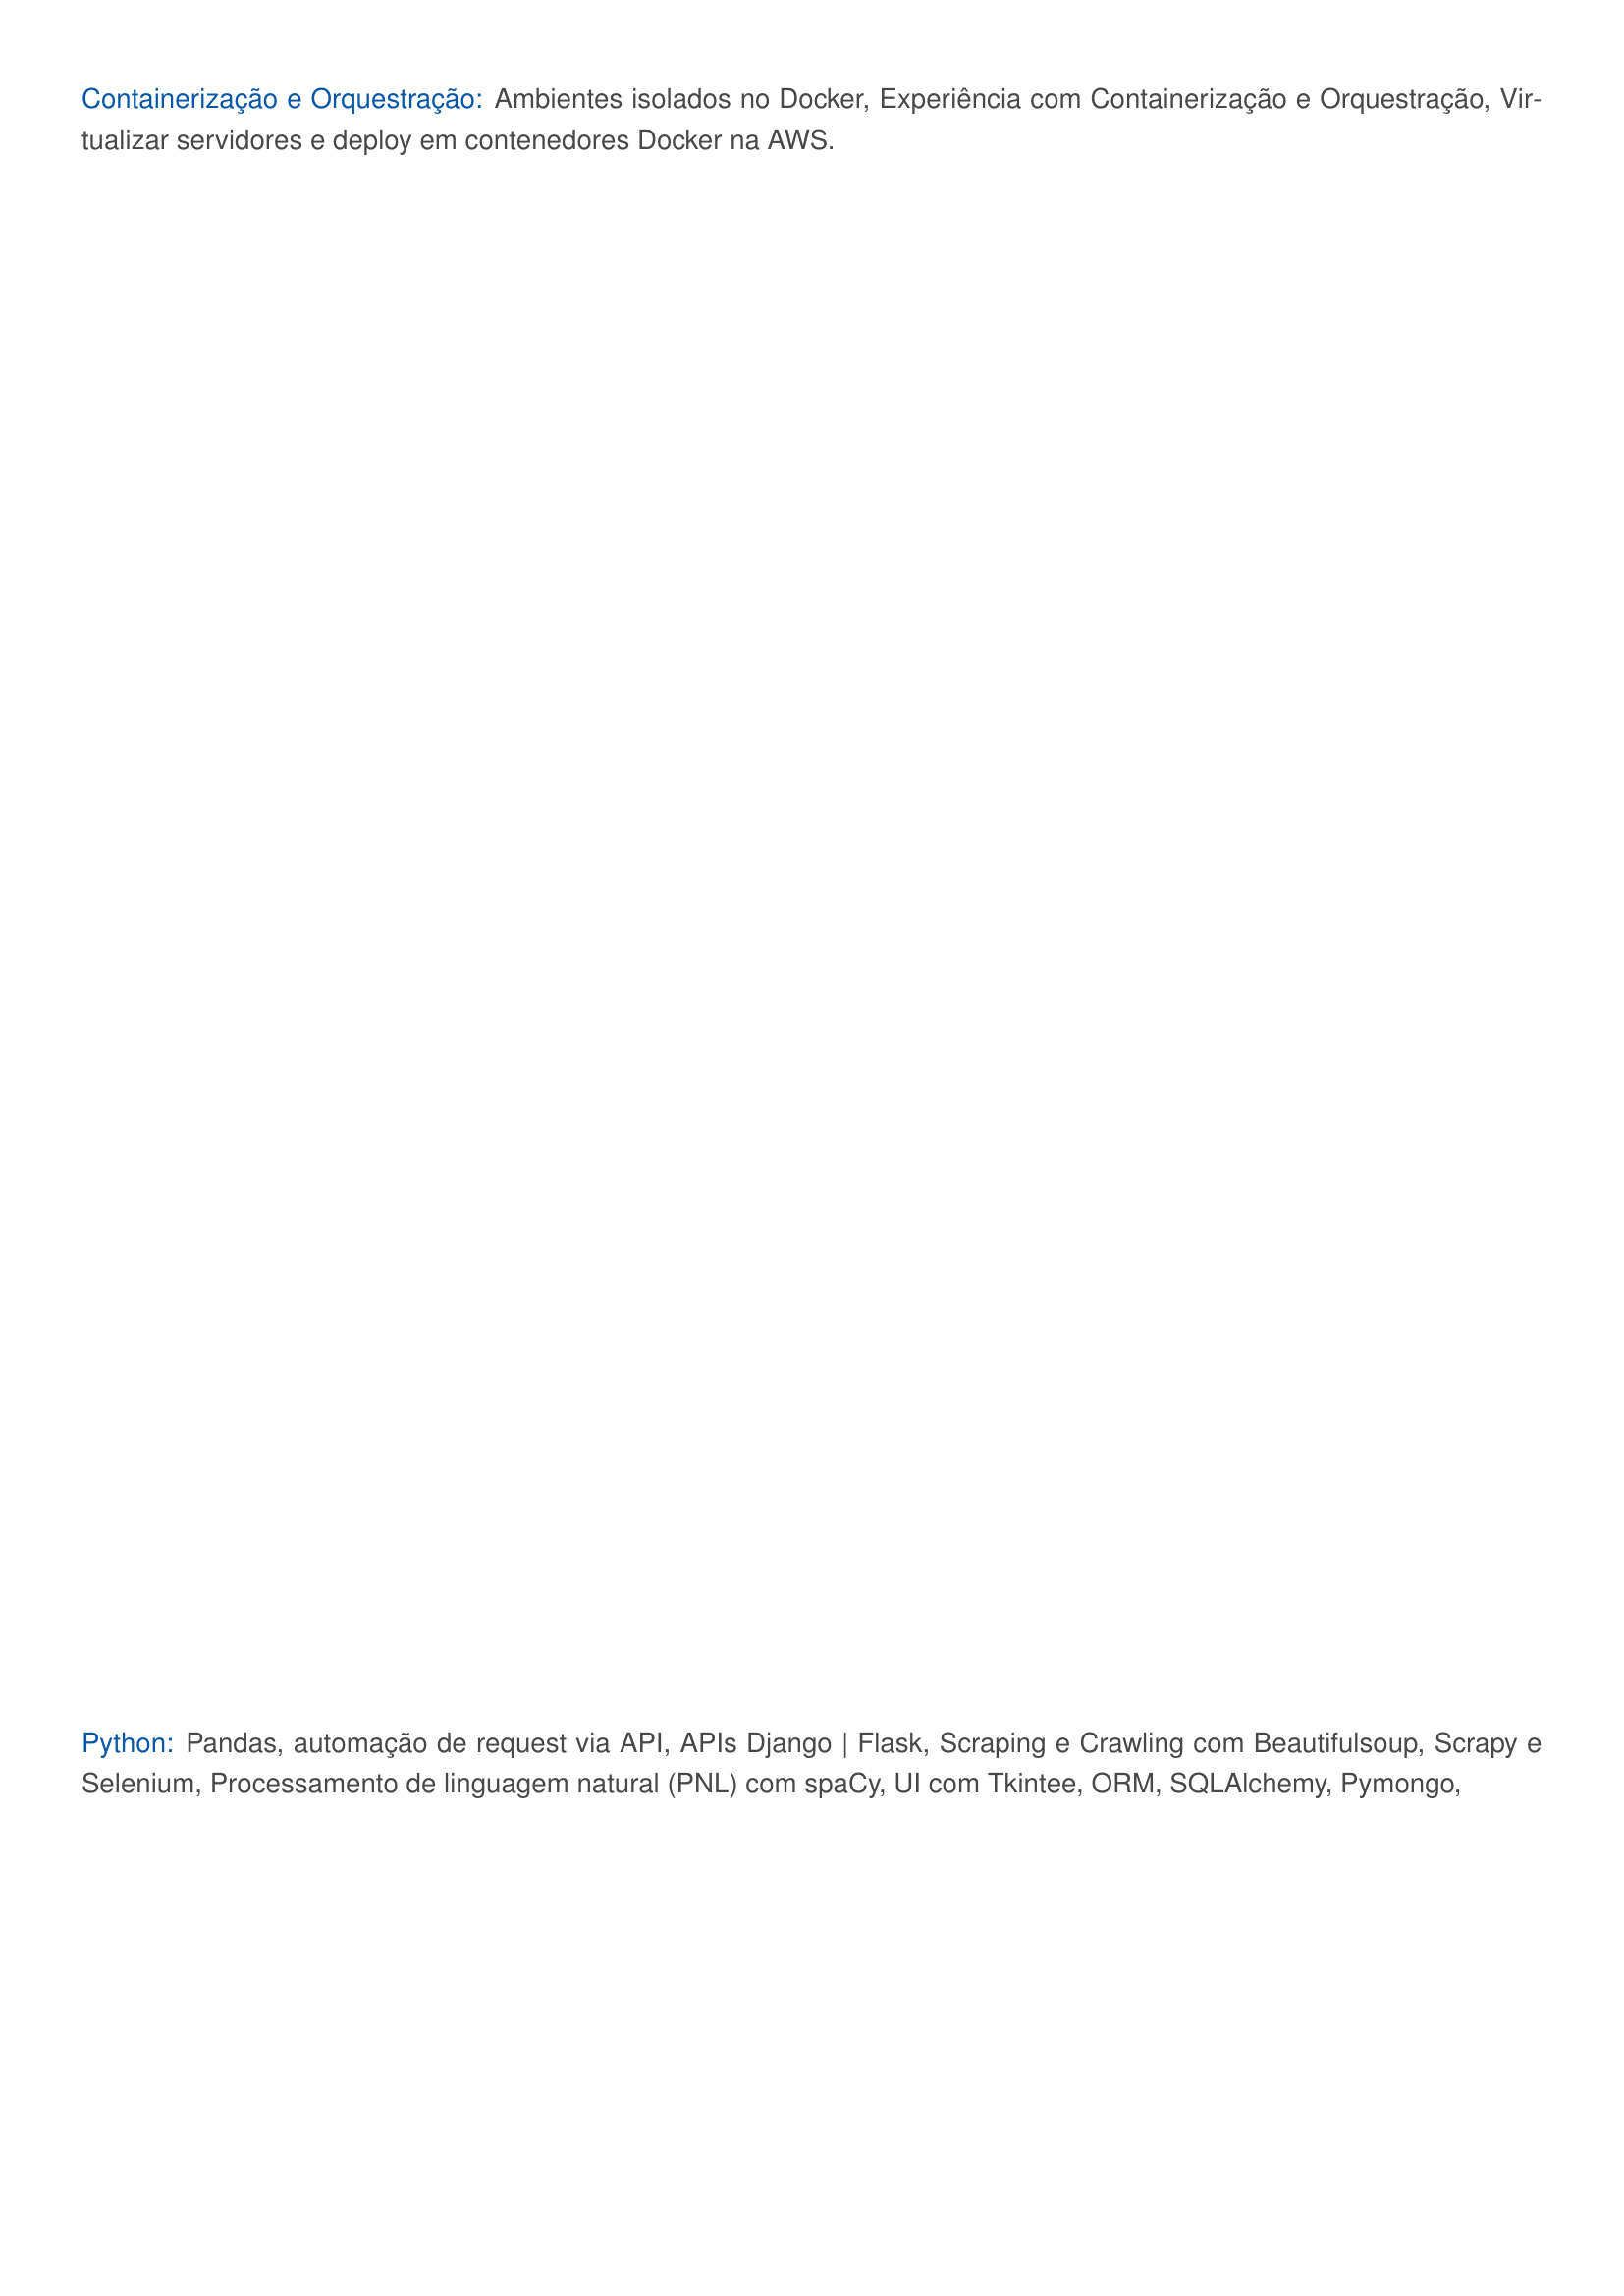 Containerização e Orquestração: Ambientes isolados no Docker, Experiência com Containerização e Orquestração, Vir-
tualizar servidores e deploy em contenedores Docker na AWS.
Python: Pandas, automação de request via API, APIs Django | Flask, Scraping e Crawling com Beautifulsoup, Scrapy e
Selenium, Processamento de linguagem natural (PNL) com spaCy, UI com Tkintee, ORM, SQLAlchemy, Pymongo,